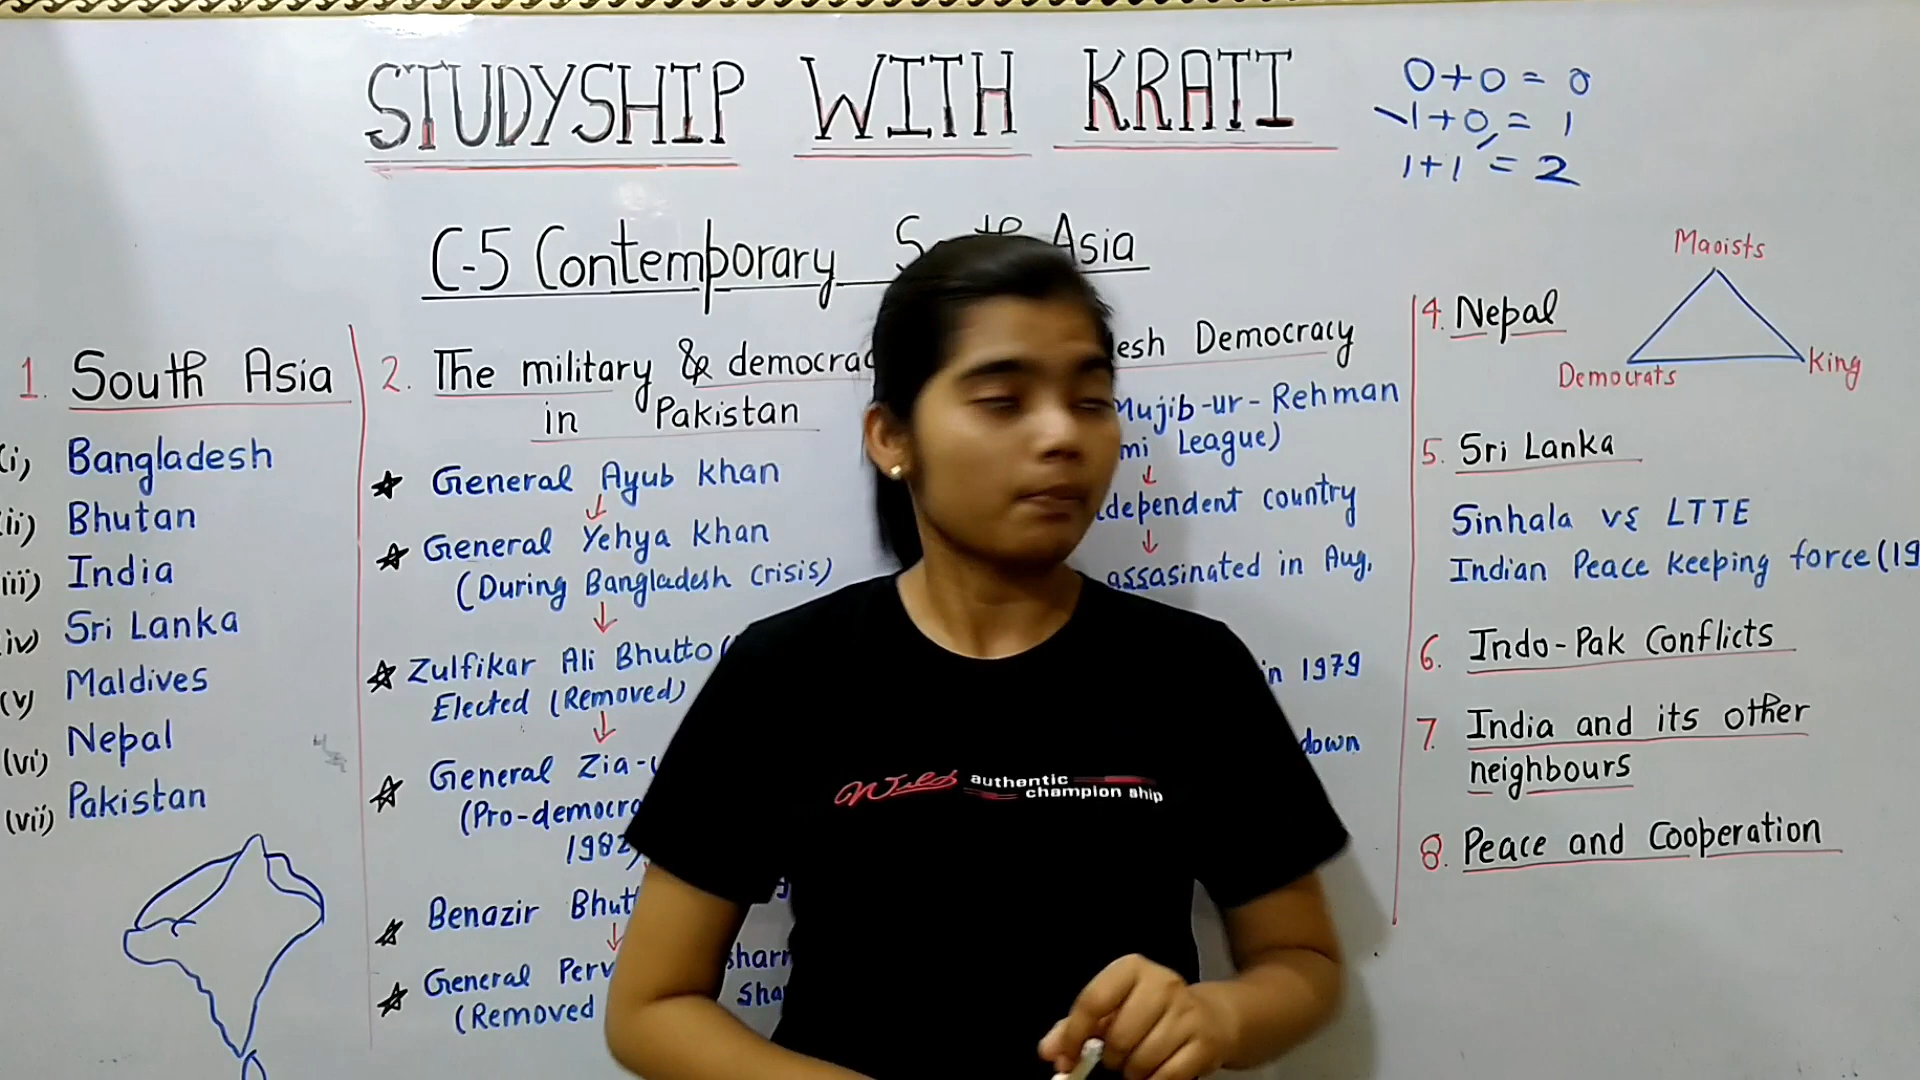 STUDYSHIP WITH KRATI
0+0 = 0
1+0 = 1
1+1 = 2
C-5 Contemporary Asia
1. South Asia
(i) Bangladesh
(ii) Bhutan
(iii) India
(iv) Sri Lanka
(v) Maldives
(vi) Nepal
(vii) Pakistan
2. The military & democrac
in Pakistan
General Ayub Khan
↓
General Yehya Khan
(During Bangladesh Crisis)
↓
Zulfikar Ali Bhutto (
Elected (Removed)
↓
General Zia-
(Pro-democra
1982)
Benazir Bhutt
↓
General Perv
(Removed
esh Democracy
Mujib-ur-Rehman
mi League)
↓
dependent country
↓
assasinated in Aug.
in 1979
down
4. Nepal
Maoists
Democrats
King
5. Sri Lanka
Sinhala vs LTTE
Indian Peace keeping force (19
6. Indo-Pak Conflicts
7. India and its other
neighbours
8. Peace and Cooperation
Wild authentic
champion ship